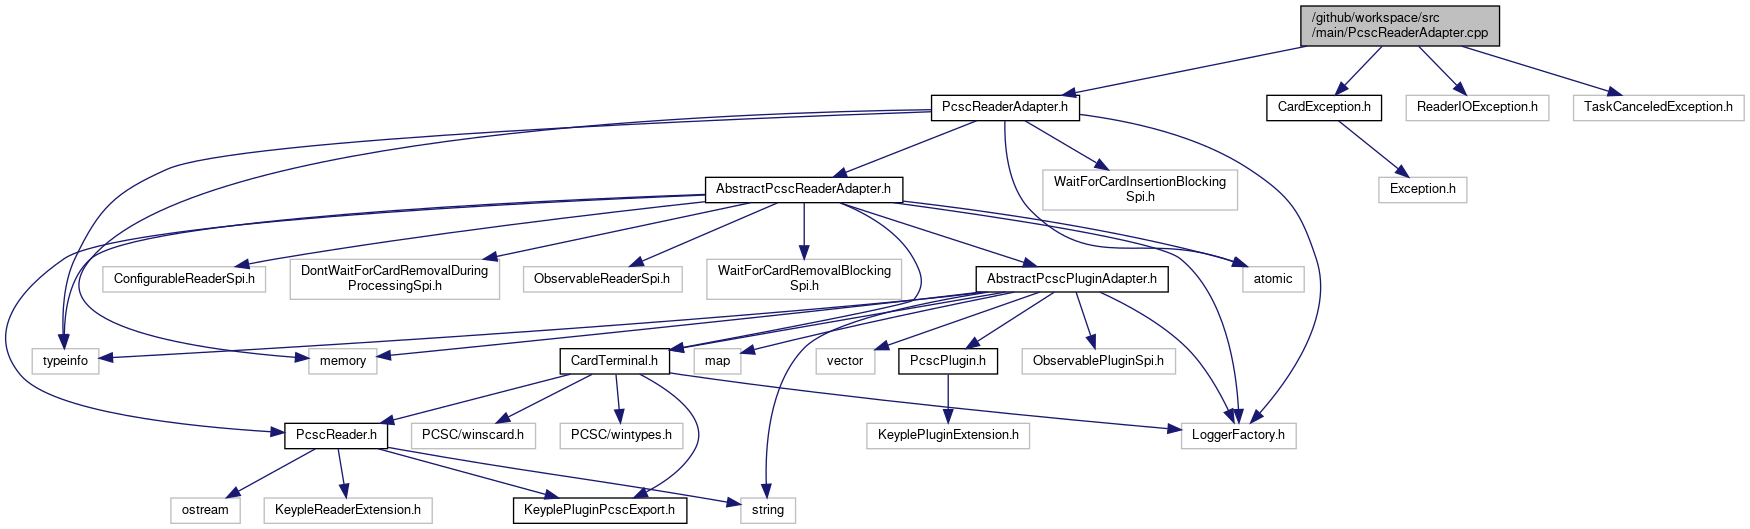 /github/workspace/src
/main/PcscReaderAdapter.cpp
PcscReaderAdapter.h
CardException.h
ReaderIOException.h
TaskCanceledException.h
AbstractPcscReaderAdapter.h
WaitForCardInsertionBlocking
Spi.h
Exception.h
ConfigurableReaderSpi.h
DontWaitForCardRemovalDuring
ProcessingSpi.h
ObservableReaderSpi.h
WaitForCardRemovalBlocking
Spi.h
AbstractPcscPluginAdapter.h
atomic
typeinfo
memory
CardTerminal.h
map
vector
PcscPlugin.h
ObservablePluginSpi.h
PcscReader.h
PCSC/winscard.h
PCSC/wintypes.h
KeyplePluginExtension.h
LoggerFactory.h
ostream
KeypleReaderExtension.h
KeyplePluginPcscExport.h
string